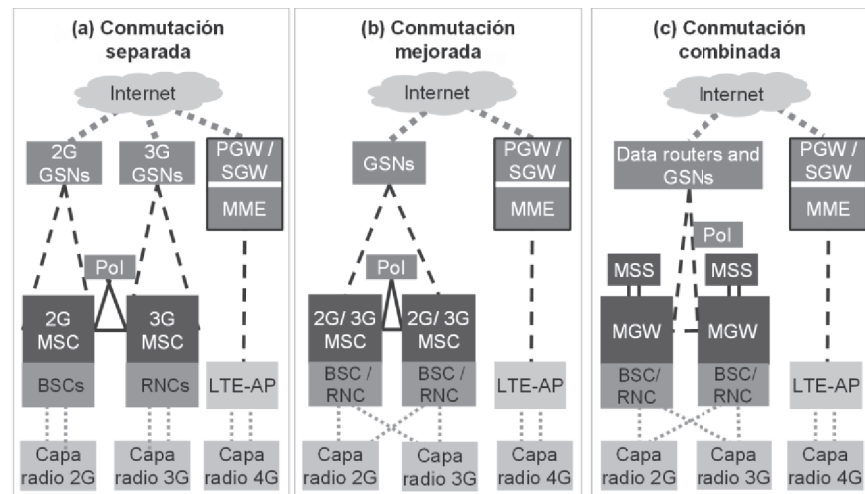 (a) Conmutación
separada
Internet
2G
GSNs
3G
GSNs
PGW /
SGW
MME
PoI
2G
MSC
3G
MSC
BSCs
RNCs
LTE-AP
Capa
radio 2G
Capa
radio 3G
Capa
radio 4G
(b) Conmutación
mejorada
Internet
GSNs
PGW /
SGW
MME
PoI
2G/ 3G
MSC
2G/ 3G
MSC
BSC /
RNC
BSC /
RNC
LTE-AP
Capa
radio 2G
Capa
radio 3G
Capa
radio 4G
(c) Conmutación
combinada
Internet
Data routers and
GSNs
PGW /
SGW
MME
PoI
MSS
MSS
MGW
MGW
BSC/
RNC
BSC/
RNC
LTE-AP
Capa
radio 2G
Capa
radio 3G
Capa
radio 4G